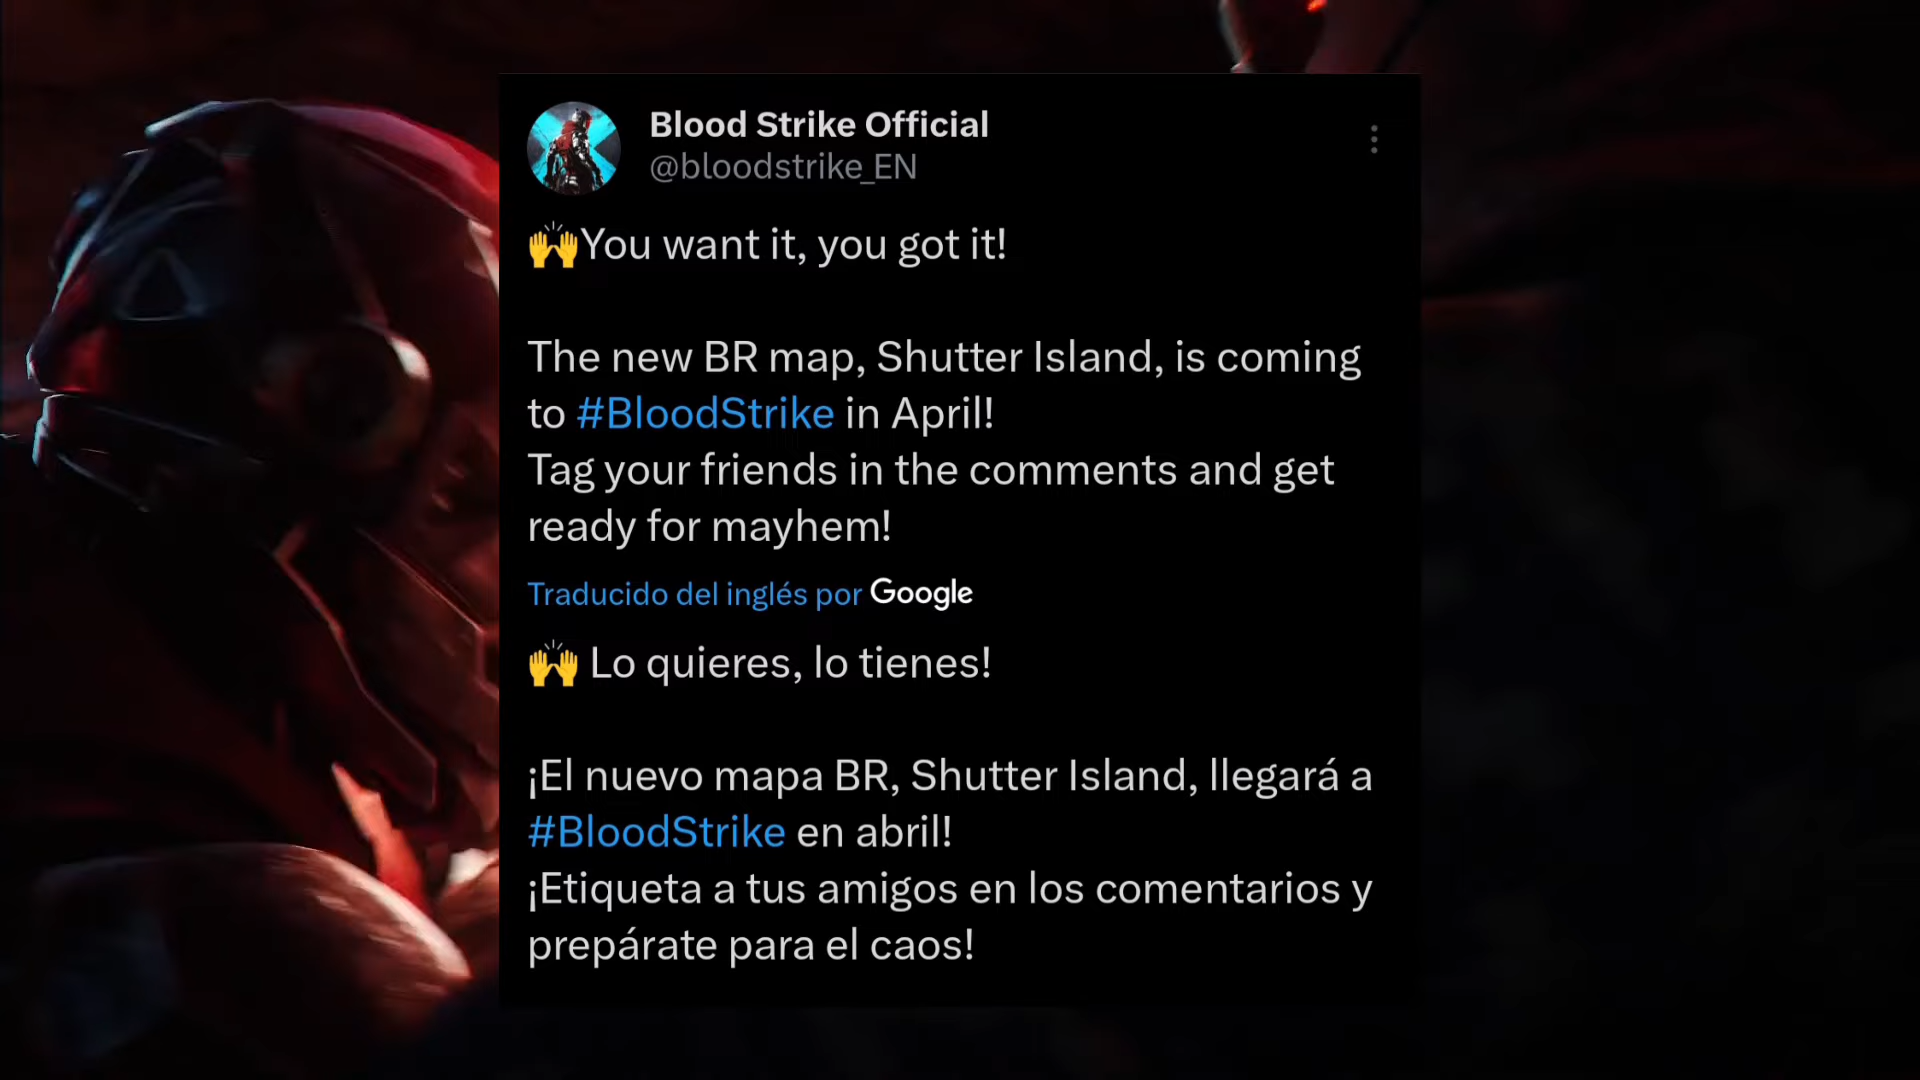 Blood Strike Official
@bloodstrike_EN
🙌You want it, you got it!
The new BR map, Shutter Island, is coming
to #BloodStrike in April!
Tag your friends in the comments and get
ready for mayhem!
Traducido del inglés por Google
🙌 Lo quieres, lo tienes!
¡El nuevo mapa BR, Shutter Island, llegará a
#BloodStrike en abril!
¡Etiqueta a tus amigos en los comentarios y
prepárate para el caos!